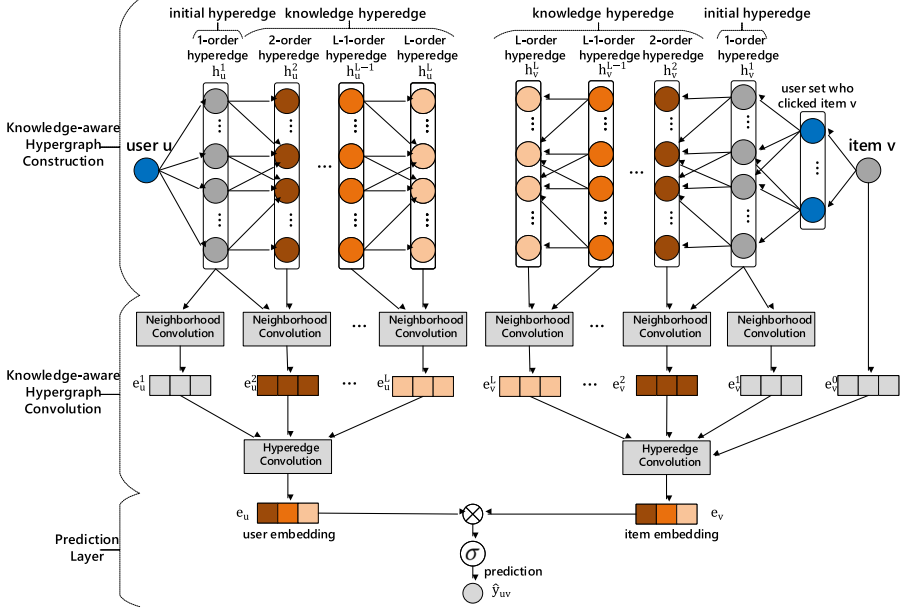 initial hyperedge
knowledge hyperedge
knowledge hyperedge
initial hyperedge
1-order
hyperedge
2-order
hyperedge
L-1-order
hyperedge
L-order
hyperedge
L-order
hyperedge
L-1-order
hyperedge
2-order
hyperedge
1-order
hyperedge
h_u^1
h_u^2
h_u^{L-1}
h_u^L
h_v^L
h_v^{L-1}
h_v^2
h_v^1
user set who
clicked item v
Knowledge-aware
Hypergraph
Construction
user u
item v
...
...
Neighborhood
Convolution
Neighborhood
Convolution
...
Neighborhood
Convolution
Neighborhood
Convolution
...
Neighborhood
Convolution
Neighborhood
Convolution
Knowledge-aware
Hypergraph
Convolution
e_u^1
e_u^2
...
e_u^L
e_v^L
...
e_v^2
e_v^1
e_v^0
Hyperedge
Convolution
Hyperedge
Convolution
Prediction
Layer
e_u
user embedding
⊗
e_v
item embedding
σ
prediction
ŷ_uv